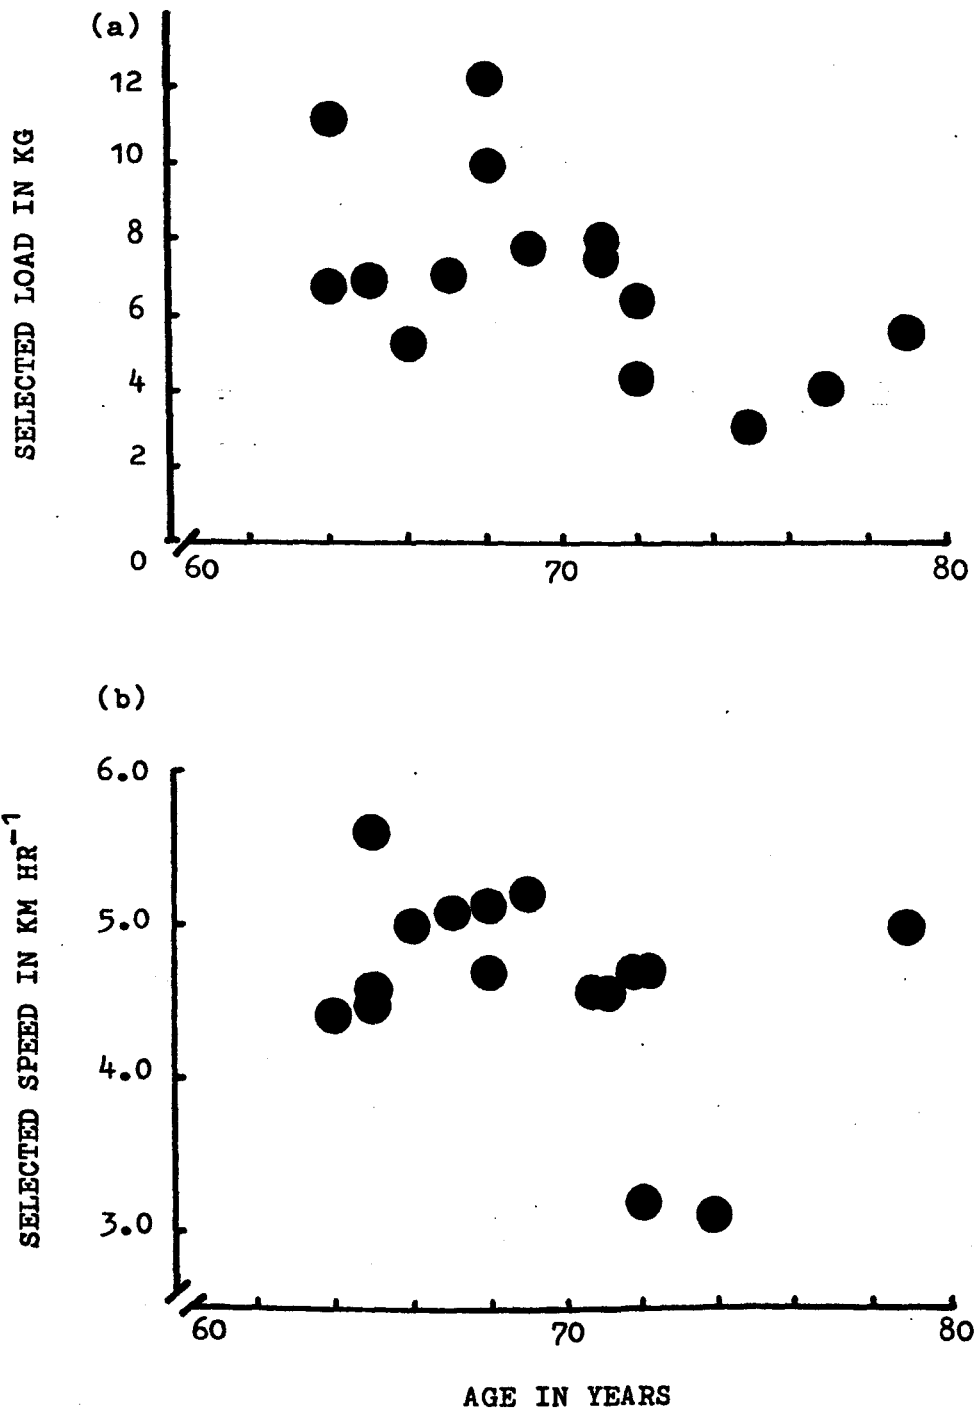 (a)
SELECTED LOAD IN KG
12
10
8
6
4
2
0
60 70 80
(b)
SELECTED SPEED IN KM HR⁻¹
6.0
5.0
4.0
3.0
60 70 80
AGE IN YEARS